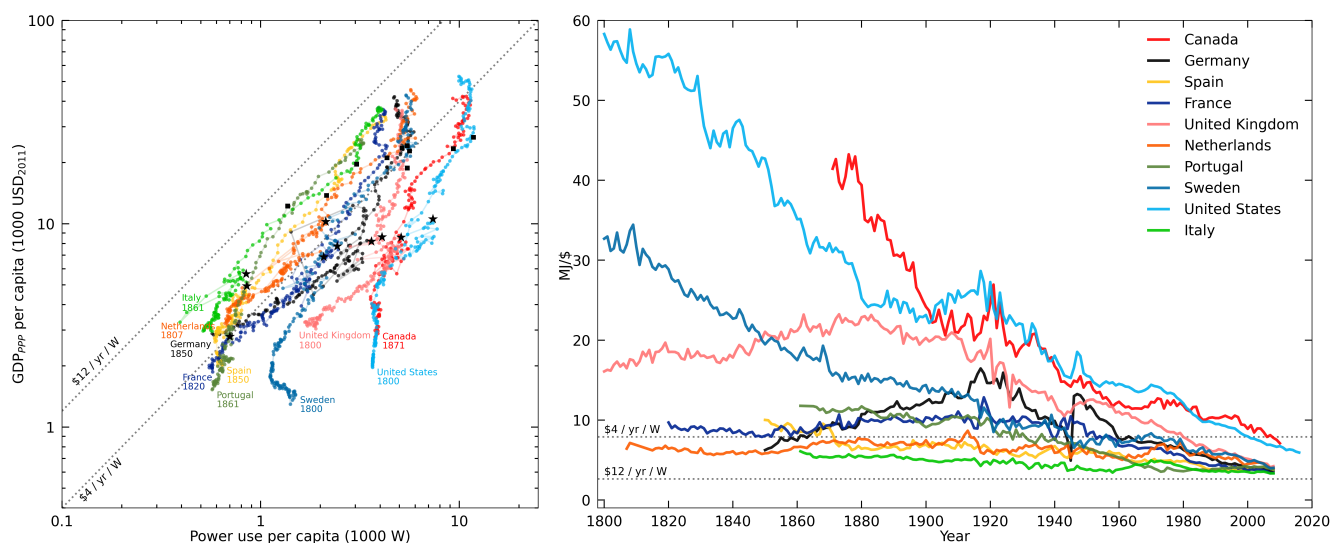 100
10
1
0.1
1
10
GDP_PPP per capita (1000 USD_2011)
Power use per capita (1000 W)
$12 / yr / W
$4 / yr / W
Italy
1861
Netherlan
1807
Germany
1850
France
1820
Spain
1850
Portugal
1861
Sweden
1800
United Kingdom
1800
Canada
1871
United States
1800
60
50
40
30
20
10
0
MJ/$
1800
1820
1840
1860
1880
1900
1920
1940
1960
1980
2000
2020
Year
$4 / yr / W
$12 / yr / W
Canada
Germany
Spain
France
United Kingdom
Netherlands
Portugal
Sweden
United States
Italy